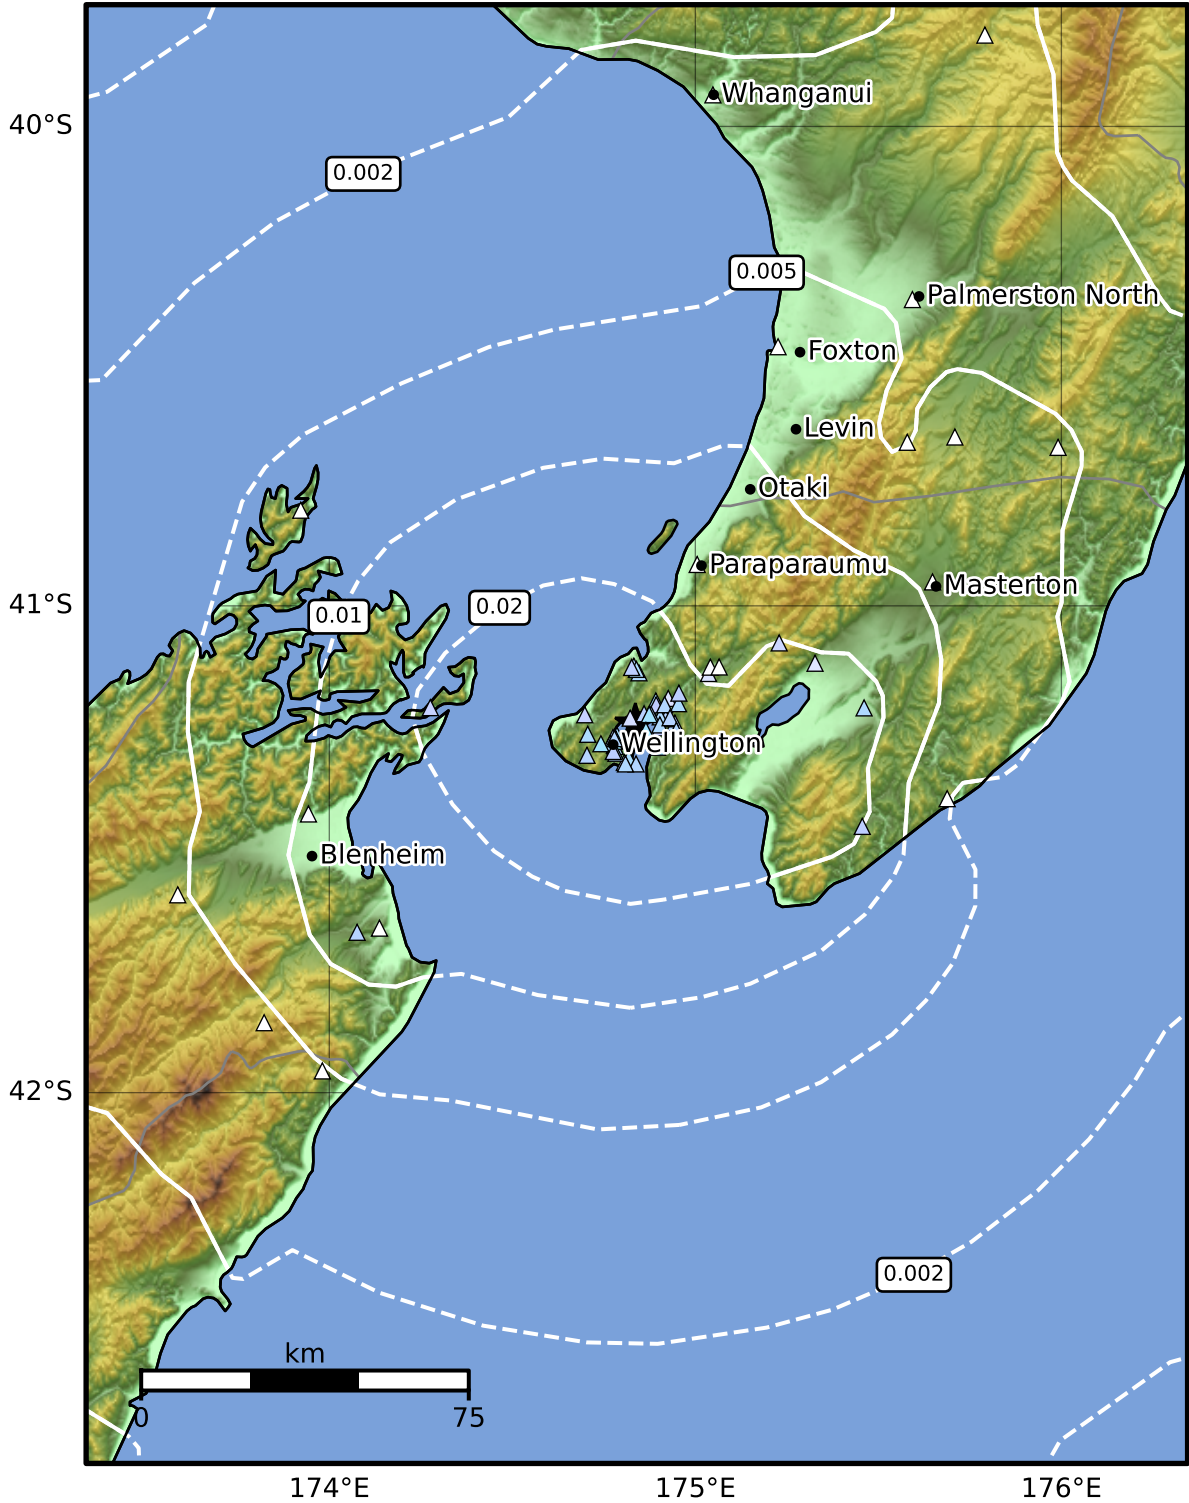 Whanganui
40°S
0.002
0.005
Palmerston North
Foxton
Levin
Otaki
Paraparaumu
Masterton
41°S
0.02
0.01
Wellington
Blenheim
42°S
0.002
km
0
75
174°E
175°E
176°E